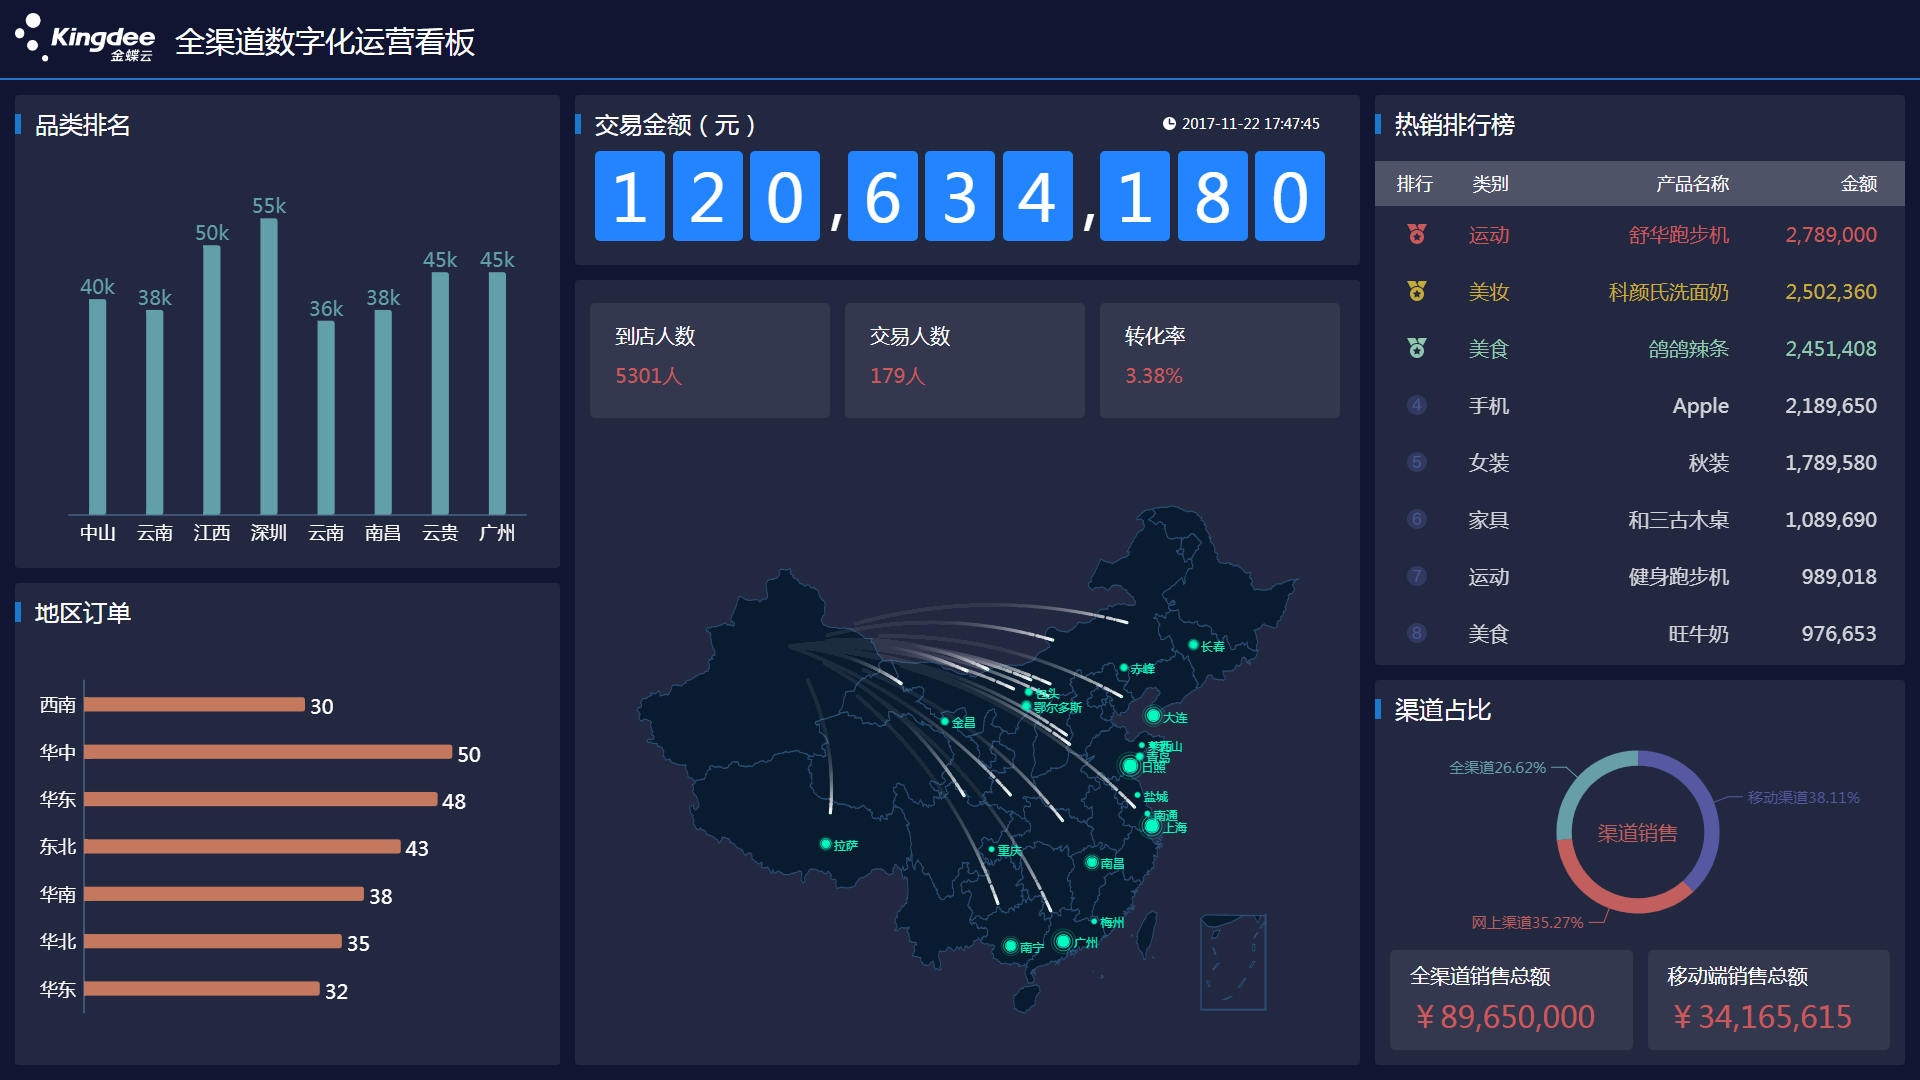 Kingdee
金蝶云
全渠道数字化运营看板
品类排名
40k
38k
50k
55k
36k
38k
45k
45k
中山 云南 江西 深圳 云南 南昌 云贵 广州
地区订单
西南 30
华中 50
华东 48
东北 43
华南 38
华北 35
华东 32
交易金额 ( 元 )
2017-11-22 17:47:45
120,634,180
到店人数
5301人
交易人数
179人
转化率
3.38%
长春
赤峰
包头
鄂尔多斯
金昌
大连
青岛
日照
盐城
南通
上海
拉萨
重庆
南昌
梅州
南宁
广州
热销排行榜
排行 类别 产品名称 金额
运动 舒华跑步机 2,789,000
美妆 科颜氏洗面奶 2,502,360
美食 鸽鸽辣条 2,451,408
4 手机 Apple 2,189,650
5 女装 秋装 1,789,580
6 家具 和三古木桌 1,089,690
7 运动 健身跑步机 989,018
8 美食 旺牛奶 976,653
渠道占比
全渠道26.62%
移动渠道38.11%
渠道销售
网上渠道35.27%
全渠道销售总额
¥ 89,650,000
移动端销售总额
¥ 34,165,615